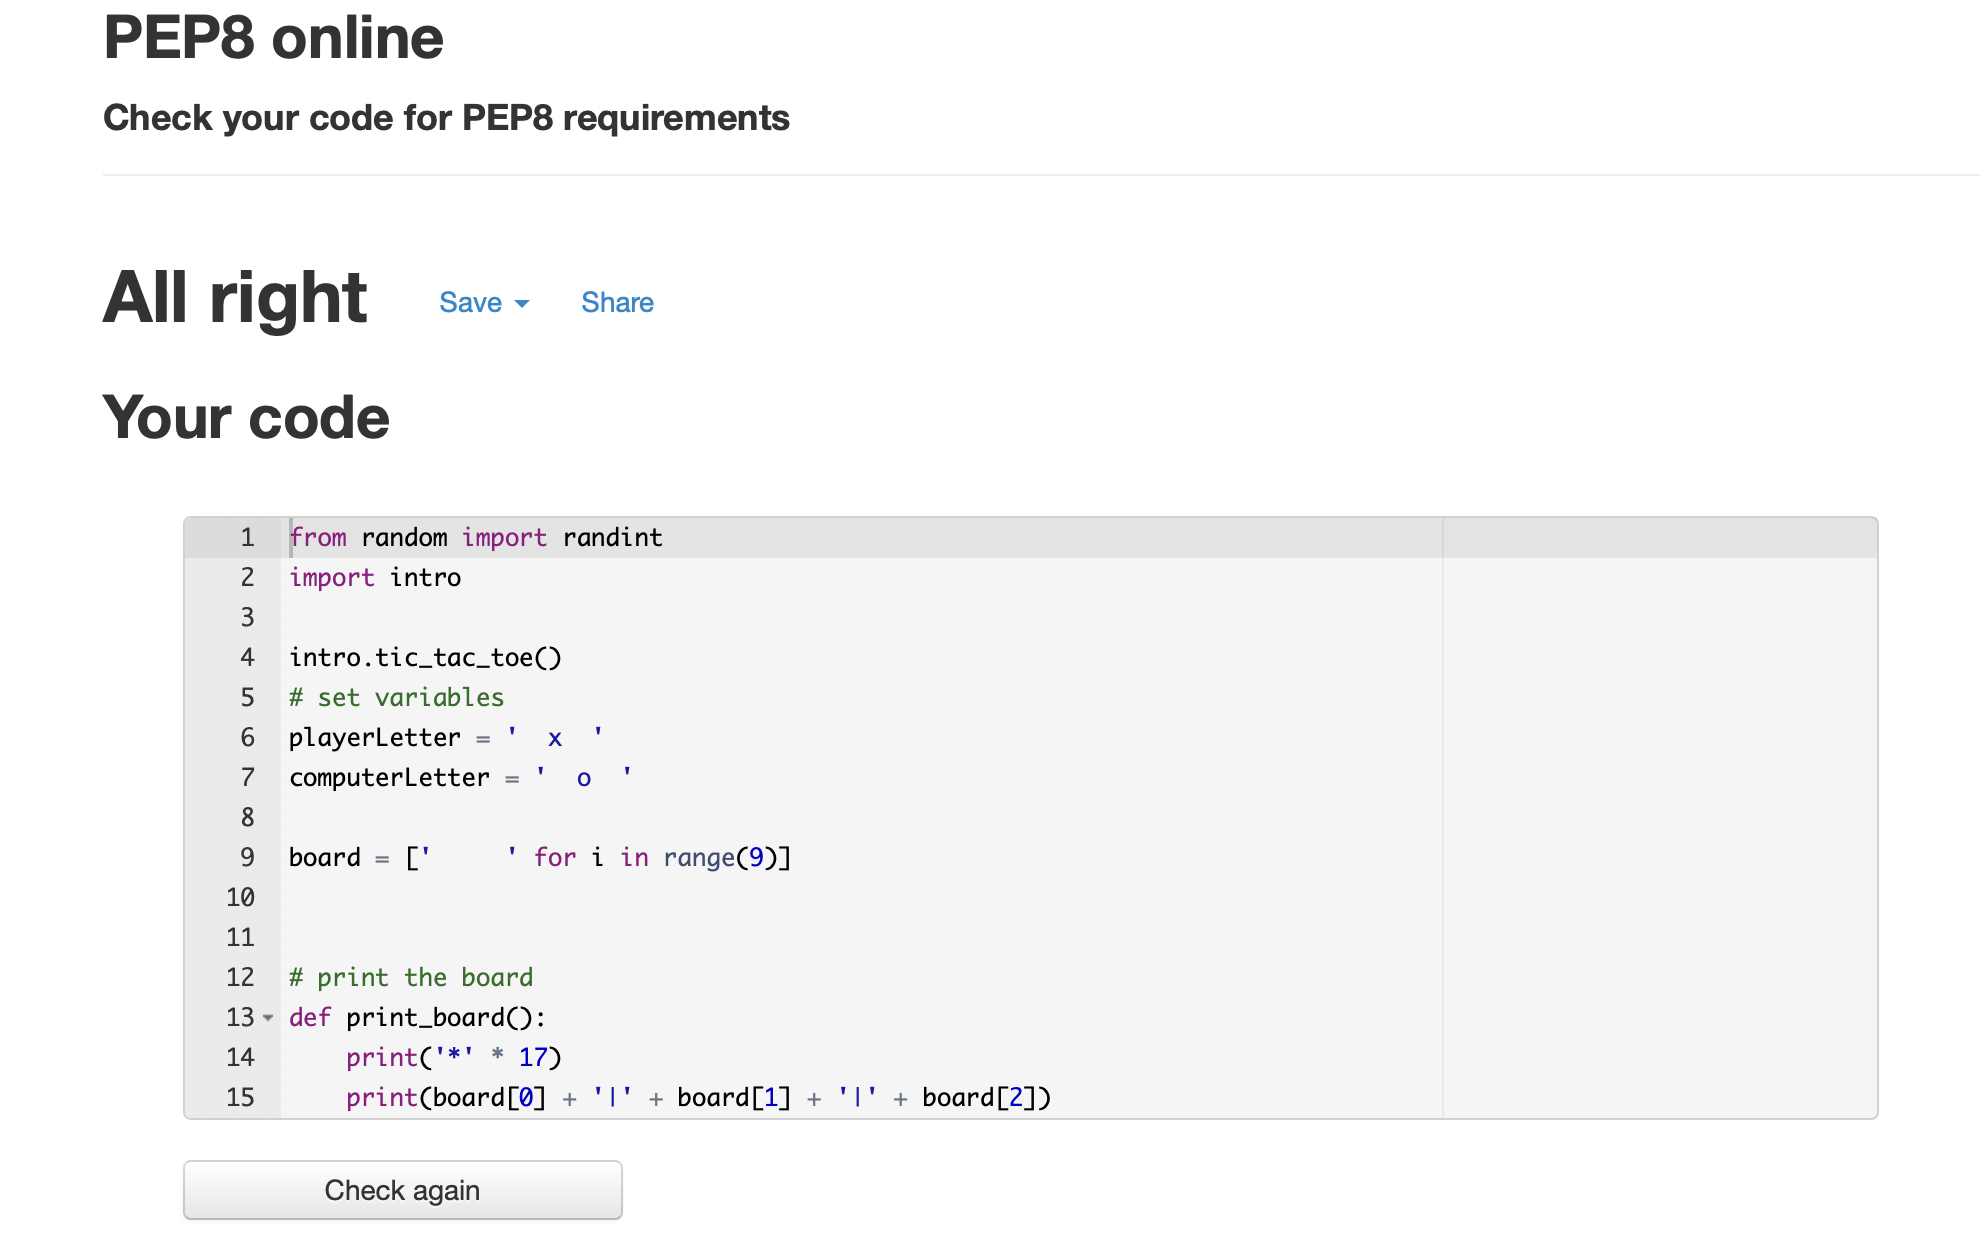 PEP8 online
Check your code for PEP8 requirements
All right Save Share
Your code
1 from random import randint
2 import intro
3
4 intro.tic_tac_toe()
5 # set variables
6 playerLetter = '  x  '
7 computerLetter = '  o  '
8
9 board = ['     ' for i in range(9)]
10
11
12 # print the board
13 def print_board():
14     print('*' * 17)
15     print(board[0] + '|' + board[1] + '|' + board[2])
Check again